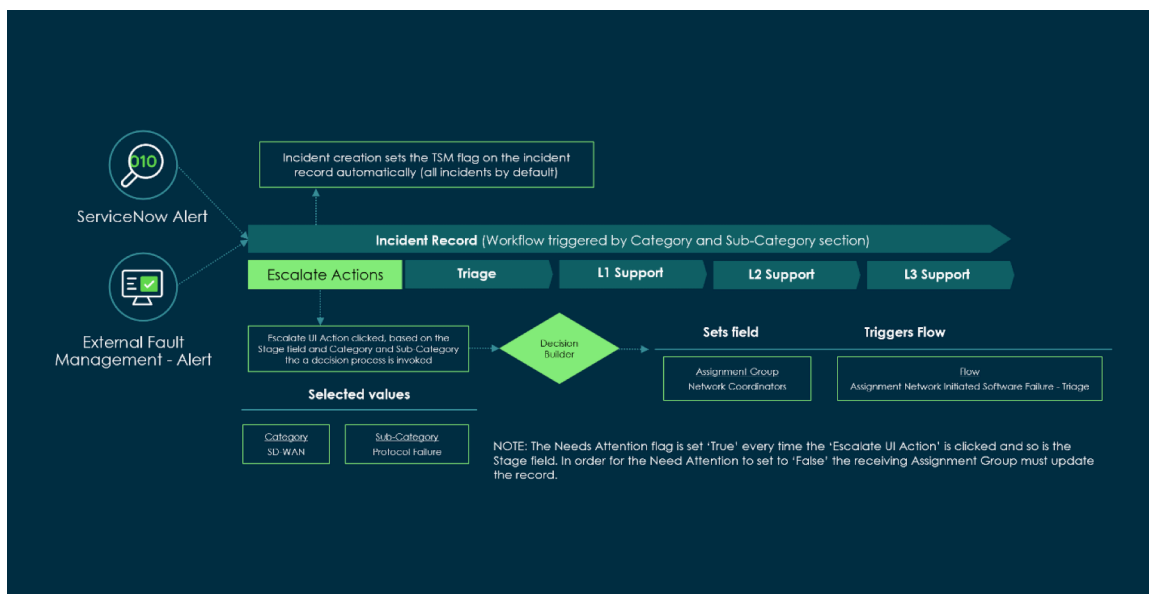 010
ServiceNow Alert
External Fault
Management - Alert
Incident creation sets the TSM flag on the incident
record automatically (all incidents by default)
Incident Record (Workflow triggered by Category and Sub-Category section)
Escalate Actions
Triage
L1 Support
L2 Support
L3 Support
Escalate UI Action clicked, based on the
Stage field and Category and Sub-Category
the a decision process is invoked
Decision
Builder
Sets field
Triggers Flow
Assignment Group
Network Coordinators
Flow
Assignment Network Initiated Software Failure - Triage
Selected values
Category
SD-WAN
Sub-Category
Protocol Failure
NOTE: The Needs Attention flag is set ‘True’ every time the ‘Escalate UI Action’ is clicked and so is the
Stage field. In order for the Need Attention to set to ‘False’ the receiving Assignment Group must update
the record.